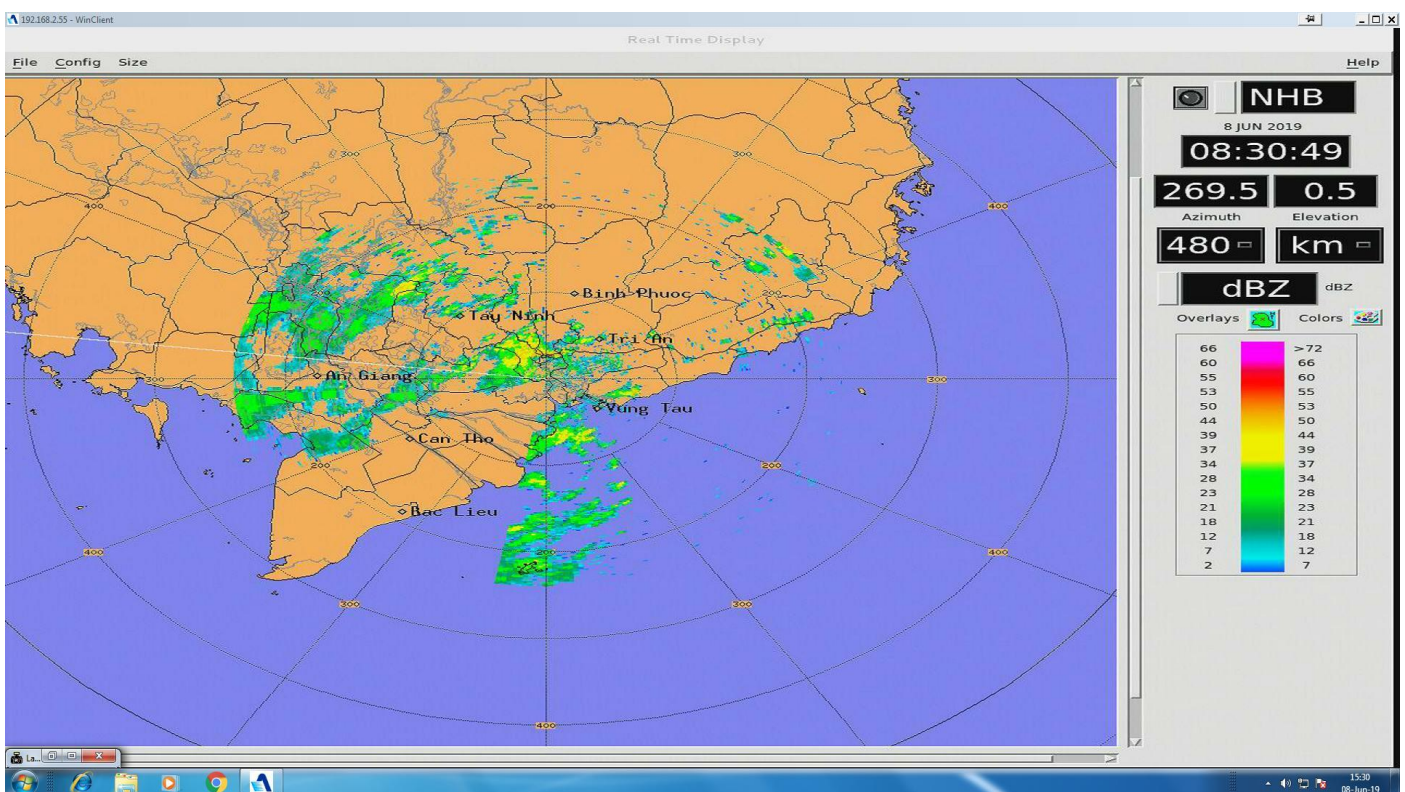 192.168.2.55 - WinClient
Real Time Display
File Config Size Help
NHB
8 JUN 2019
08:30:49
269.5 0.5
Azimuth Elevation
480 km
dBZ dBZ
Overlays Colors
66 >72
60 66
55 60
53 55
50 53
44 50
39 44
37 39
34 37
28 34
23 28
21 23
18 21
12 18
7 12
2 7
300 300
400 200 400
Binh Phuoc
200 200
Tay Ninh
Tri An
An Giang
300 300
Vung Tau
Can Tho
200 200
Bac Lieu
400 200 400
300 300
400
La...
15:30
08-Jun-19